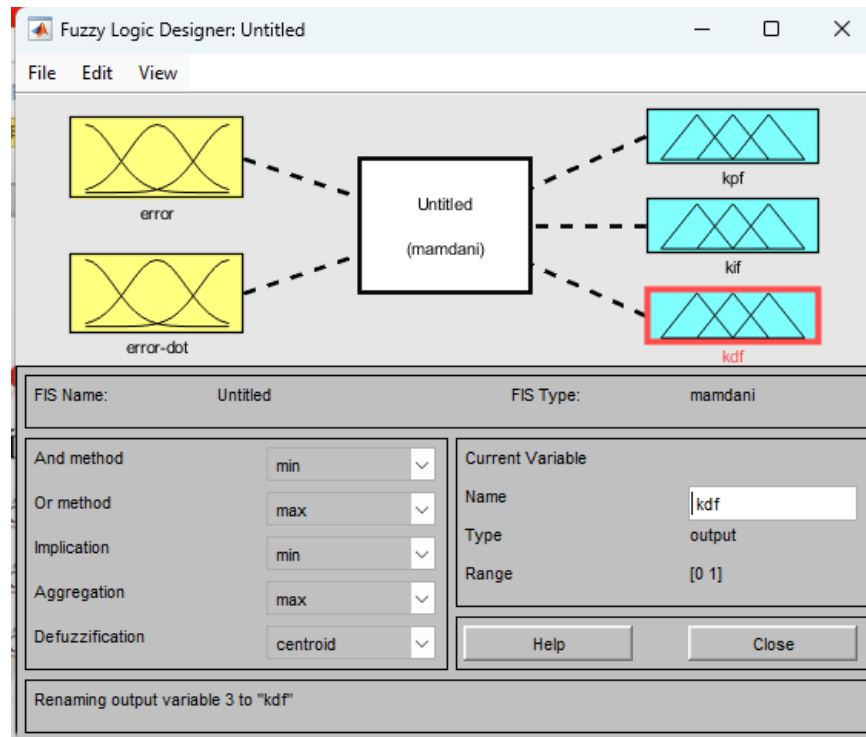 Fuzzy Logic Designer: Untitled
File Edit View
error
error-dot
Untitled
(mamdani)
kpf
kif
kdf
FIS Name: Untitled FIS Type: mamdani
And method min
Or method max
Implication min
Aggregation max
Defuzzification centroid
Current Variable
Name kdf
Type output
Range [0 1]
Help Close
Renaming output variable 3 to "kdf"